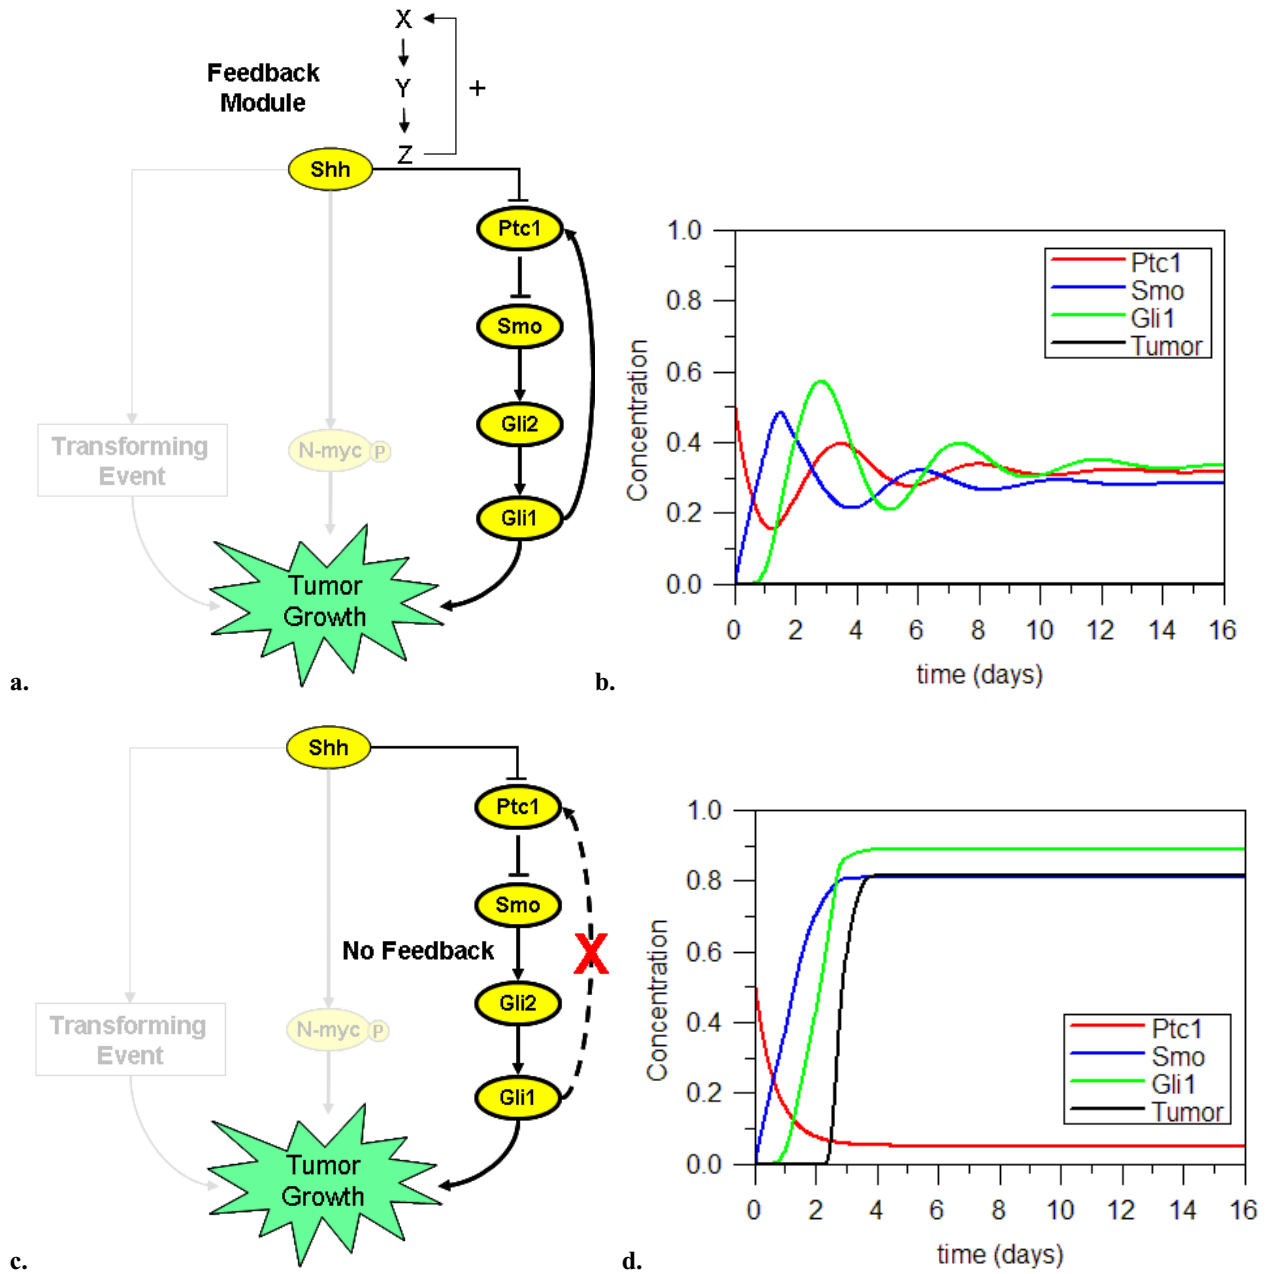 X
Feedback
Module
Y
+
Z
Shh
Ptc1
Smo
Transforming
Event
N-myc P
Gli2
Gli1
Tumor
Growth
a.
1.0
0.8
0.6
0.4
0.2
0.0
Concentration
Ptc1
Smo
Gli1
Tumor
0 2 4 6 8 10 12 14 16
time (days)
b.
Shh
Ptc1
Smo
No Feedback
X
Transforming
Event
N-myc P
Gli2
Gli1
Tumor
Growth
c.
1.0
0.8
0.6
0.4
0.2
0.0
Concentration
Ptc1
Smo
Gli1
Tumor
0 2 4 6 8 10 12 14 16
time (days)
d.